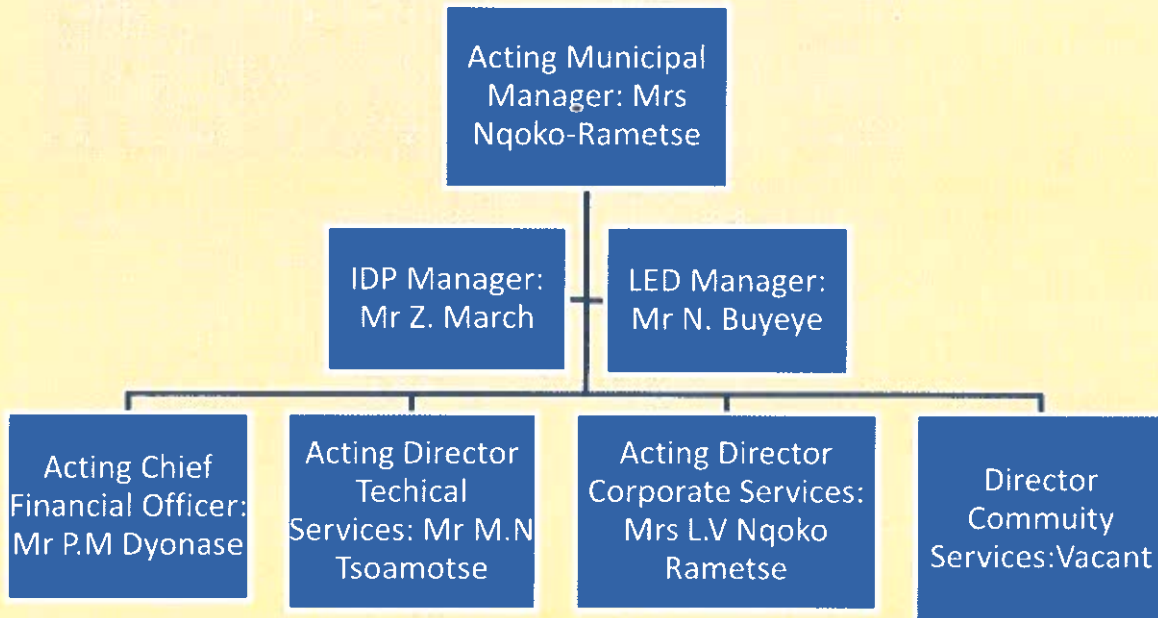 Acting Municipal
Manager: Mrs
Nqoko-Rametse
IDP Manager:
Mr Z. March
LED Manager:
Mr N. Buyeye
Acting Chief
Financial Officer:
Mr P.M Dyonase
Acting Director
Techical
Services: Mr M.N
Tsoamotse
Acting Director
Corporate Services:
Mrs L.V Nqoko
Rametse
Director
Commuity
Services:Vacant